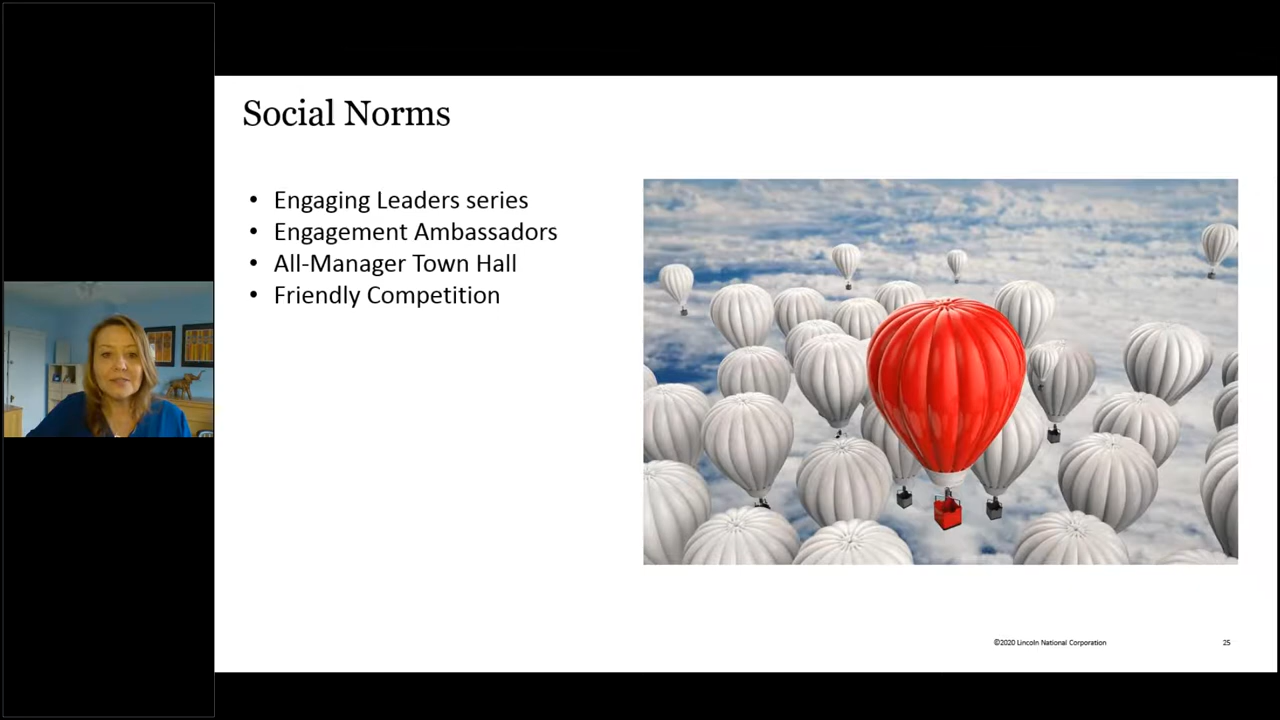 Social Norms
• Engaging Leaders series
• Engagement Ambassadors
• All-Manager Town Hall
• Friendly Competition
©2020 Lincoln National Corporation
25